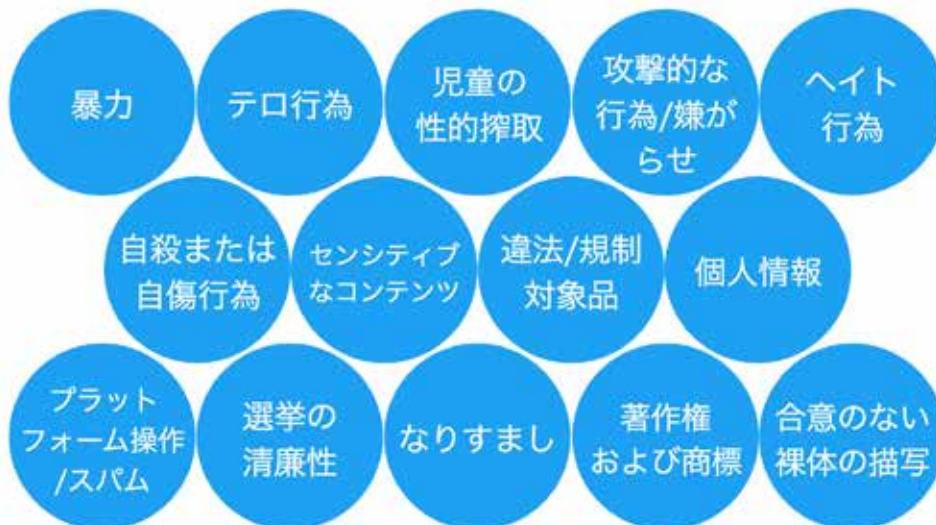 暴力
テロ行為
児童の
性的搾取
攻撃的な
行為/嫌が
らせ
ヘイト
行為
自殺または
自傷行為
センシティブ
なコンテンツ
違法/規制
対象品
個人情報
プラット
フォーム操作
/スパム
選挙の
清廉性
なりすまし
著作権
および商標
合意のない
裸体の描写